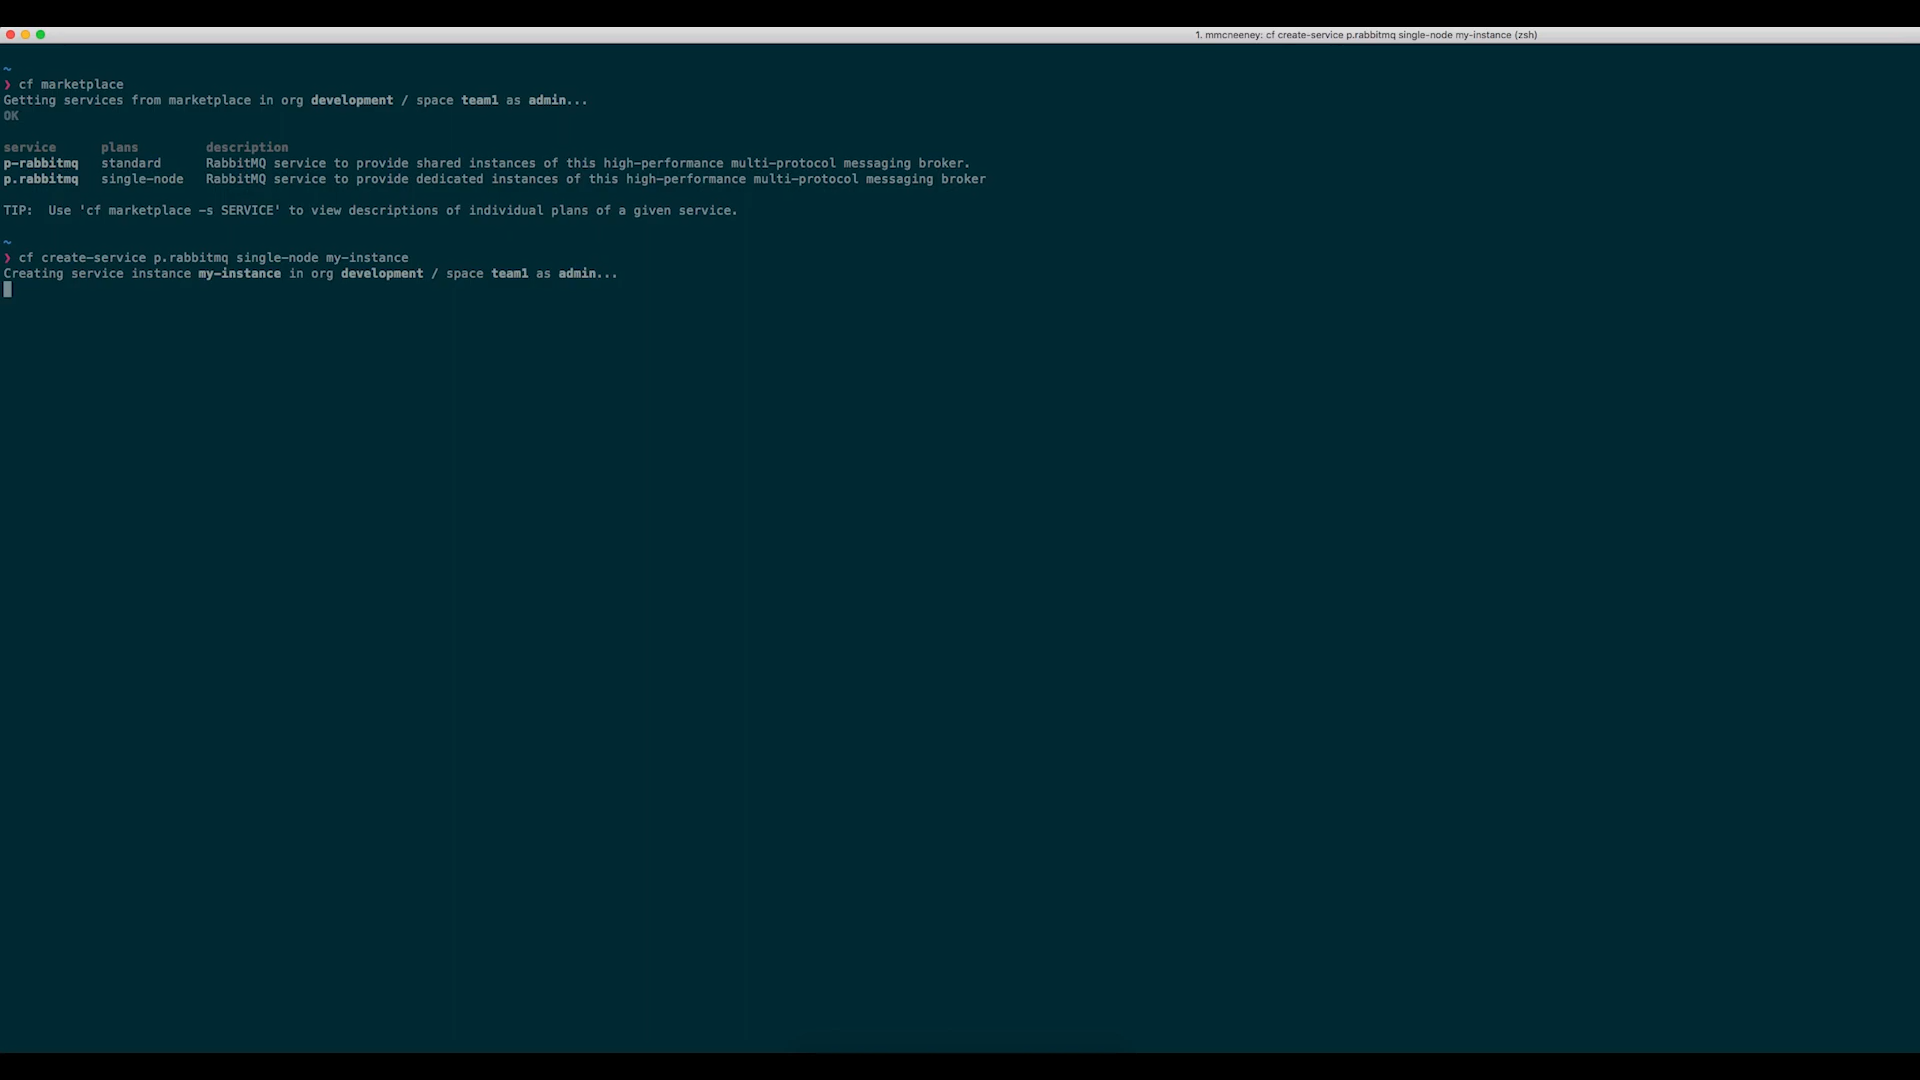 1. mmcneeney: cf create-service p.rabbitmq single-node my-instance (zsh)
~
❯ cf marketplace
Getting services from marketplace in org development / space team1 as admin...
OK
service plans description
p-rabbitmq standard RabbitMQ service to provide shared instances of this high-performance multi-protocol messaging broker.
p.rabbitmq single-node RabbitMQ service to provide dedicated instances of this high-performance multi-protocol messaging broker
TIP: Use 'cf marketplace -s SERVICE' to view descriptions of individual plans of a given service.
~
❯ cf create-service p.rabbitmq single-node my-instance
Creating service instance my-instance in org development / space team1 as admin...